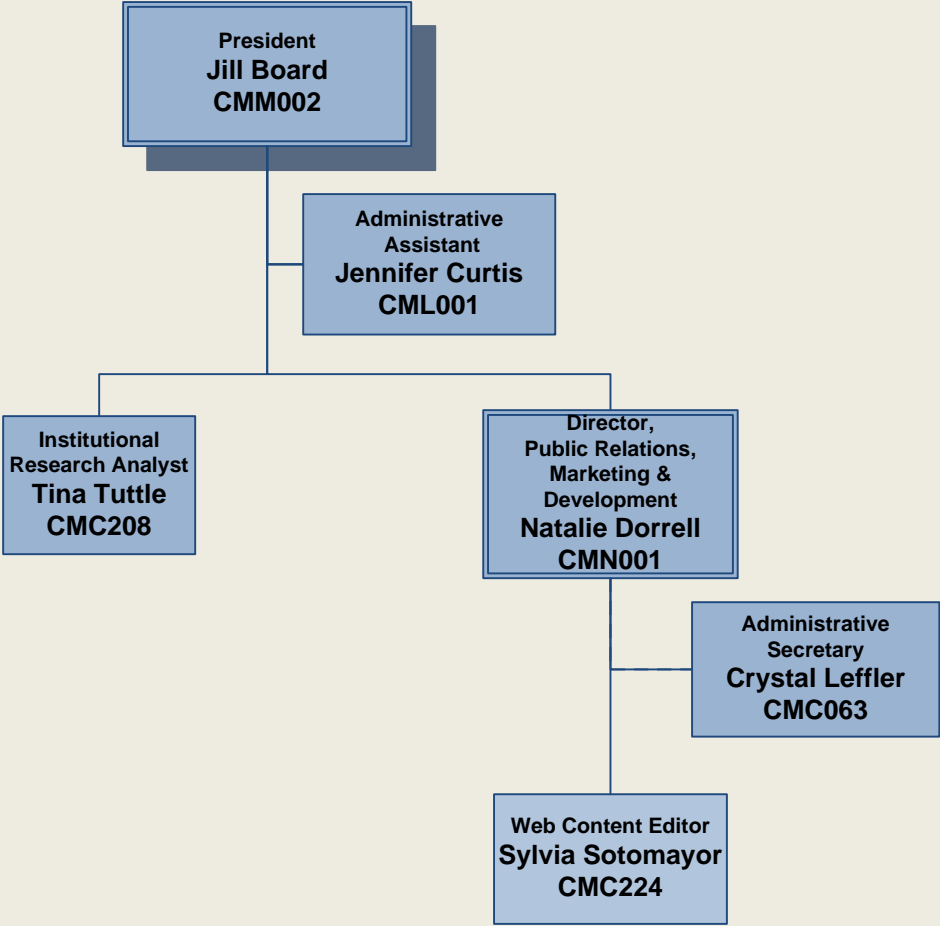 President
Jill Board
CMM002
Administrative
Assistant
Jennifer Curtis
CML001
Institutional
Research Analyst
Tina Tuttle
CMC208
Director,
Public Relations,
Marketing &
Development
Natalie Dorrell
CMN001
Administrative
Secretary
Crystal Leffler
CMC063
Web Content Editor
Sylvia Sotomayor
CMC224